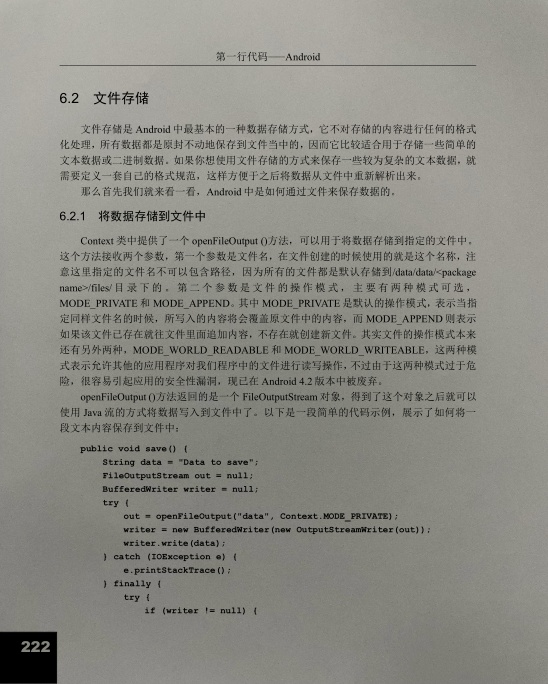 第一行代码——Android
6.2 文件存储
文件存储是 Android 中最基本的一种数据存储方式，它不对存储的内容进行任何的格式
化处理，所有数据都是原封不动地保存到文件当中的，因而它比较适合用于存储一些简单的
文本数据或二进制数据。如果你想使用文件存储的方式来保存一些较为复杂的文本数据，就
需要定义一套自己的格式规范，这样方便于之后将数据从文件中重新解析出来。
那么首先我们就来看一看，Android 中是如何通过文件来保存数据的。
6.2.1 将数据存储到文件中
Context 类中提供了一个 openFileOutput ()方法，可以用于将数据存储到指定的文件中。
这个方法接收两个参数，第一个参数是文件名，在文件创建的时候使用的就是这个名称，注
意这里指定的文件名不可以包含路径，因为所有的文件都是默认存储到/data/data/<package
name>/files/ 目录下的。第二个参数是文件的操作模式，主要有两种模式可选，
MODE_PRIVATE 和 MODE_APPEND。其中 MODE_PRIVATE 是默认的操作模式，表示当指
定同样文件名的时候，所写入的内容将会覆盖原文件中的内容，而 MODE_APPEND 则表示
如果该文件已存在就往文件里面追加内容，不存在就创建新文件。其实文件的操作模式本来
还有另外两种，MODE_WORLD_READABLE 和 MODE_WORLD_WRITEABLE，这两种模
式表示允许其他的应用程序对我们程序中的文件进行读写操作，不过由于这两种模式过于危
险，很容易引起应用的安全性漏洞，现已在 Android 4.2 版本中被废弃。
openFileOutput ()方法返回的是一个 FileOutputStream 对象，得到了这个对象之后就可以
使用 Java 流的方式将数据写入到文件中了。以下是一段简单的代码示例，展示了如何将一
段文本内容保存到文件中：
public void save() {
String data = "Data to save";
FileOutputStream out = null;
BufferedWriter writer = null;
try {
out = openFileOutput("data", Context.MODE_PRIVATE);
writer = new BufferedWriter(new OutputStreamWriter(out));
writer.write(data);
} catch (IOException e) {
e.printStackTrace();
} finally {
try {
if (writer != null) {
222